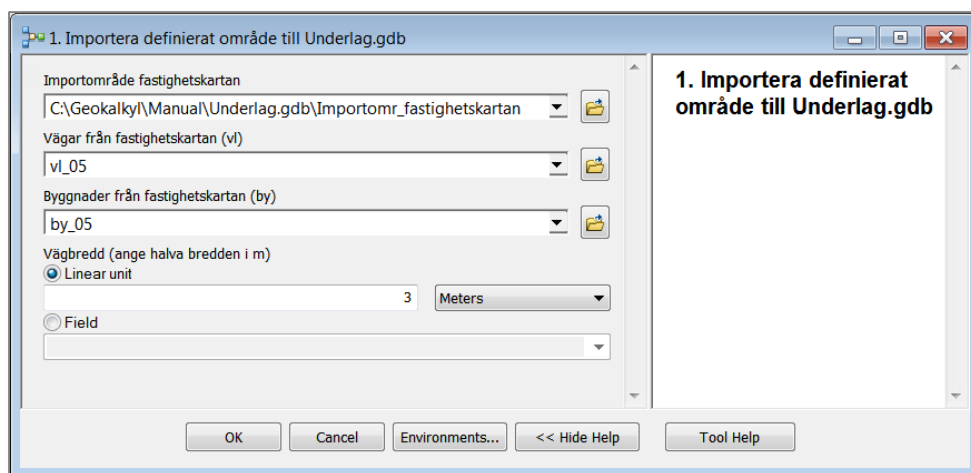 1. Importera definierat område till Underlag.gdb
Importområde fastighetskartan
C:\Geokalkyl\Manual\Underlag.gdb\Importomr_fastighetskartan
Vägar från fastighetskartan (vl)
vl_05
Byggnader från fastighetskartan (by)
by_05
Vägbredd (ange halva bredden i m)
Linear unit
3 Meters
Field
1. Importera definierat
område till Underlag.gdb
OK Cancel Environments... << Hide Help Tool Help